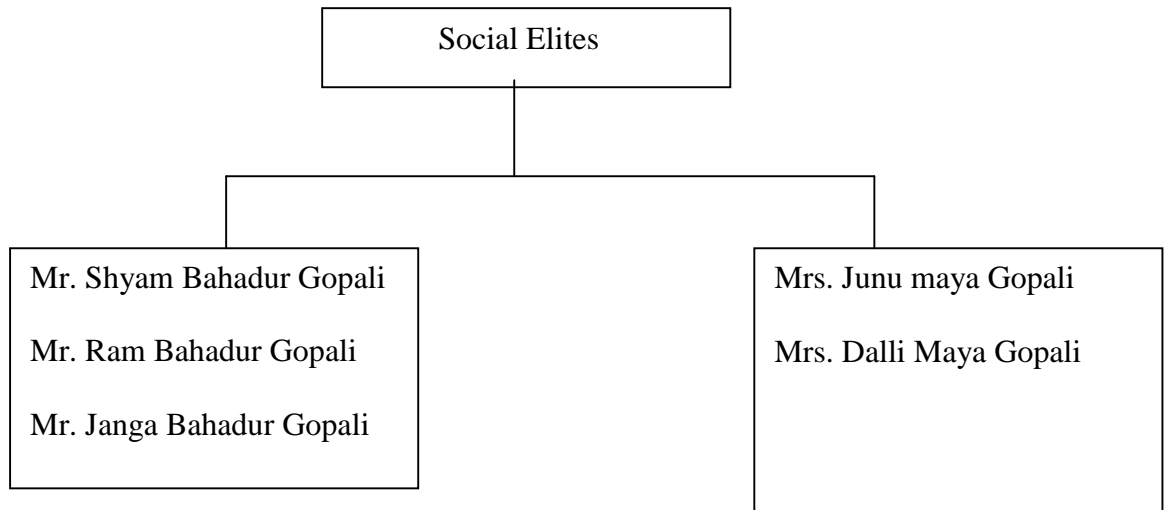 Social Elites
Mr. Shyam Bahadur Gopali
Mr. Ram Bahadur Gopali
Mr. Janga Bahadur Gopali
Mrs. Junu maya Gopali
Mrs. Dalli Maya Gopali